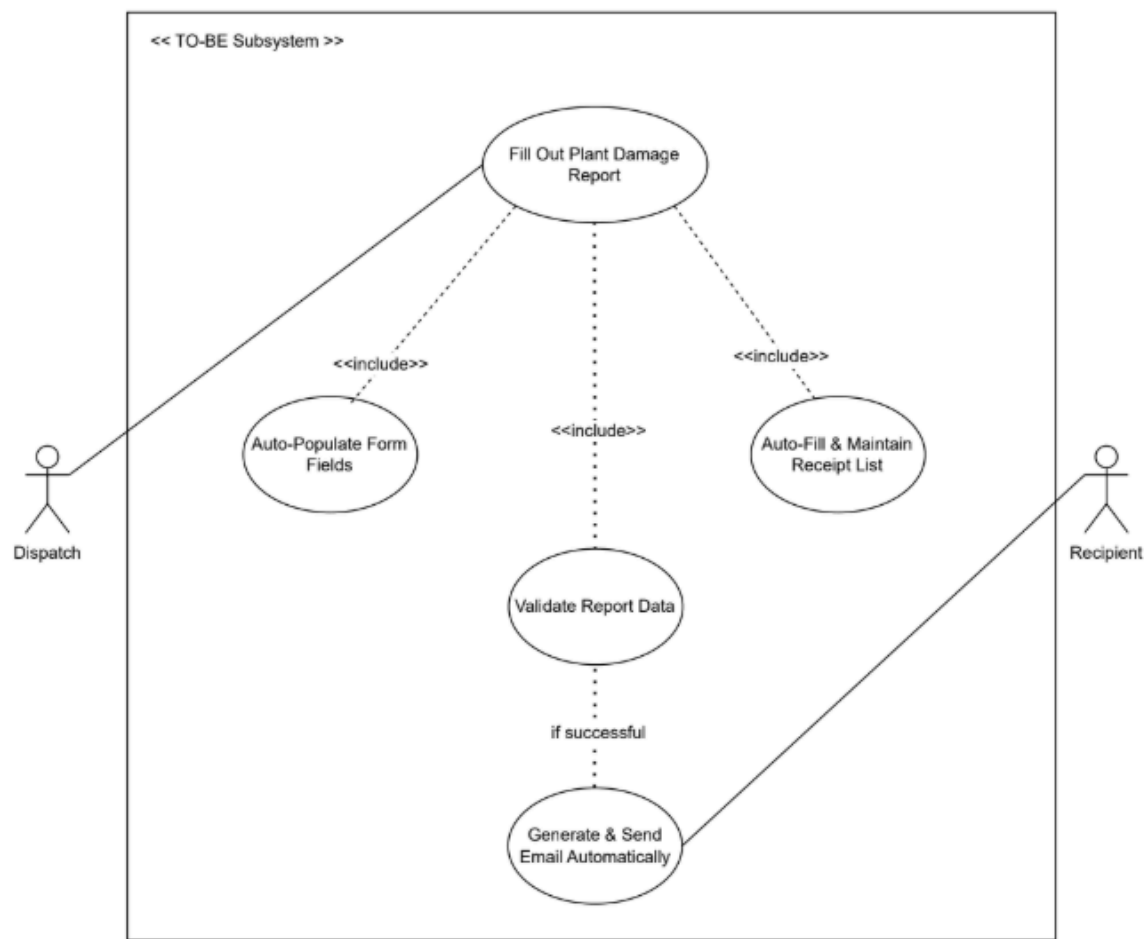 << TO-BE Subsystem >>
Fill Out Plant Damage
Report
<<include>>
<<include>>
<<include>>
Auto-Populate Form
Fields
Auto-Fill & Maintain
Receipt List
Dispatch
Recipient
Validate Report Data
if successful
Generate & Send
Email Automatically